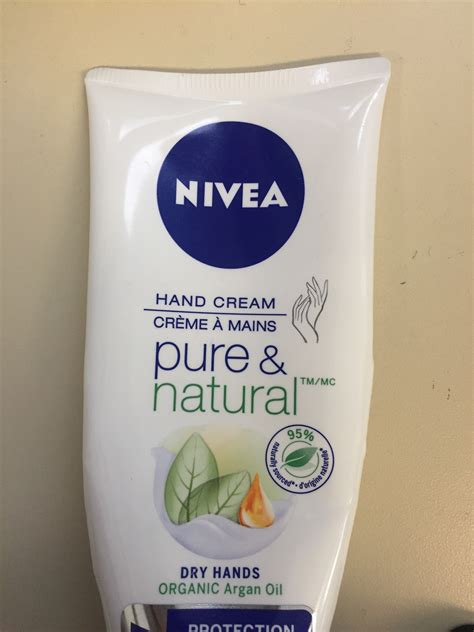 NIVEA
HAND CREAM
CRÈME À MAINS
pure &
natural TM/MC
95%
naturally sourced* • d'origine naturelle*
DRY HANDS
ORGANIC Argan Oil
PROTECTION